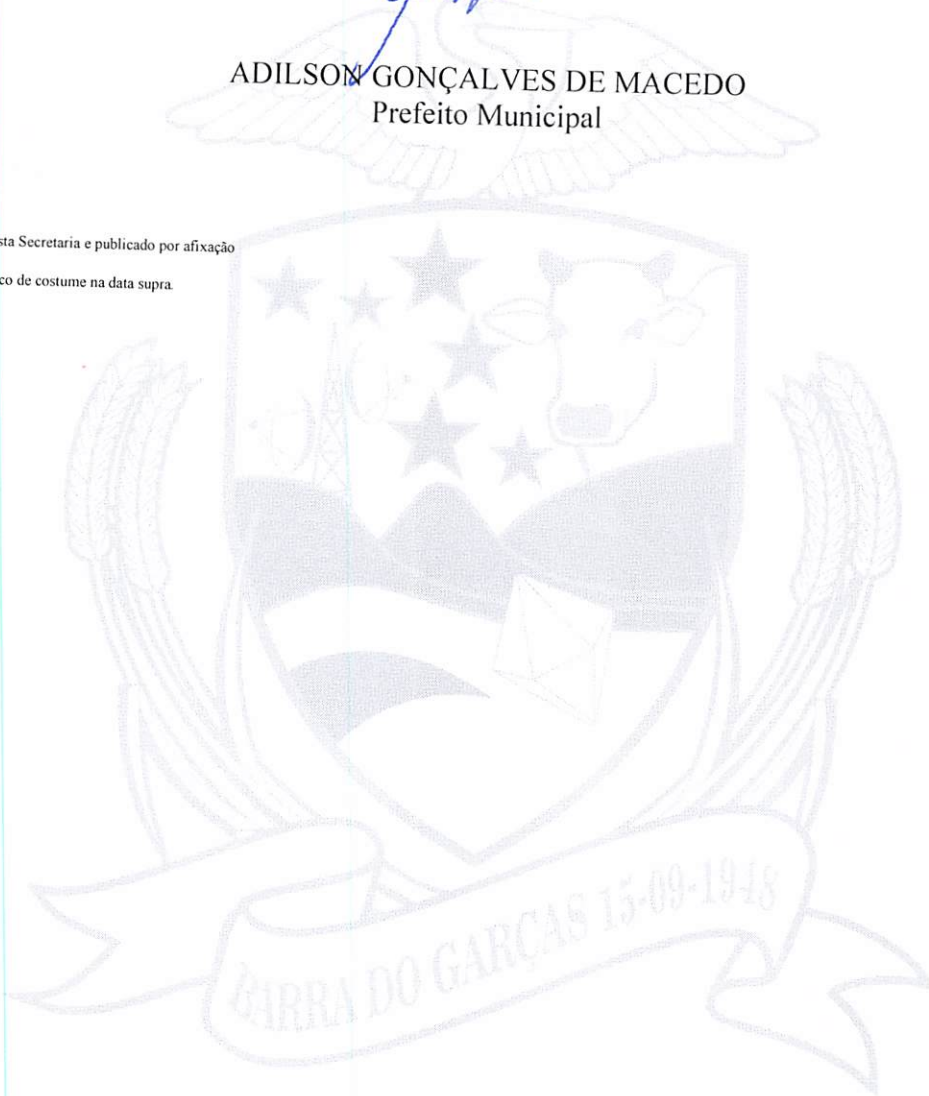 ADILSON GONÇALVES DE MACEDO
Prefeito Municipal
sta Secretaria e publicado por afixação
co de costume na data supra.
BARRA DO GARÇAS 15-09-1948